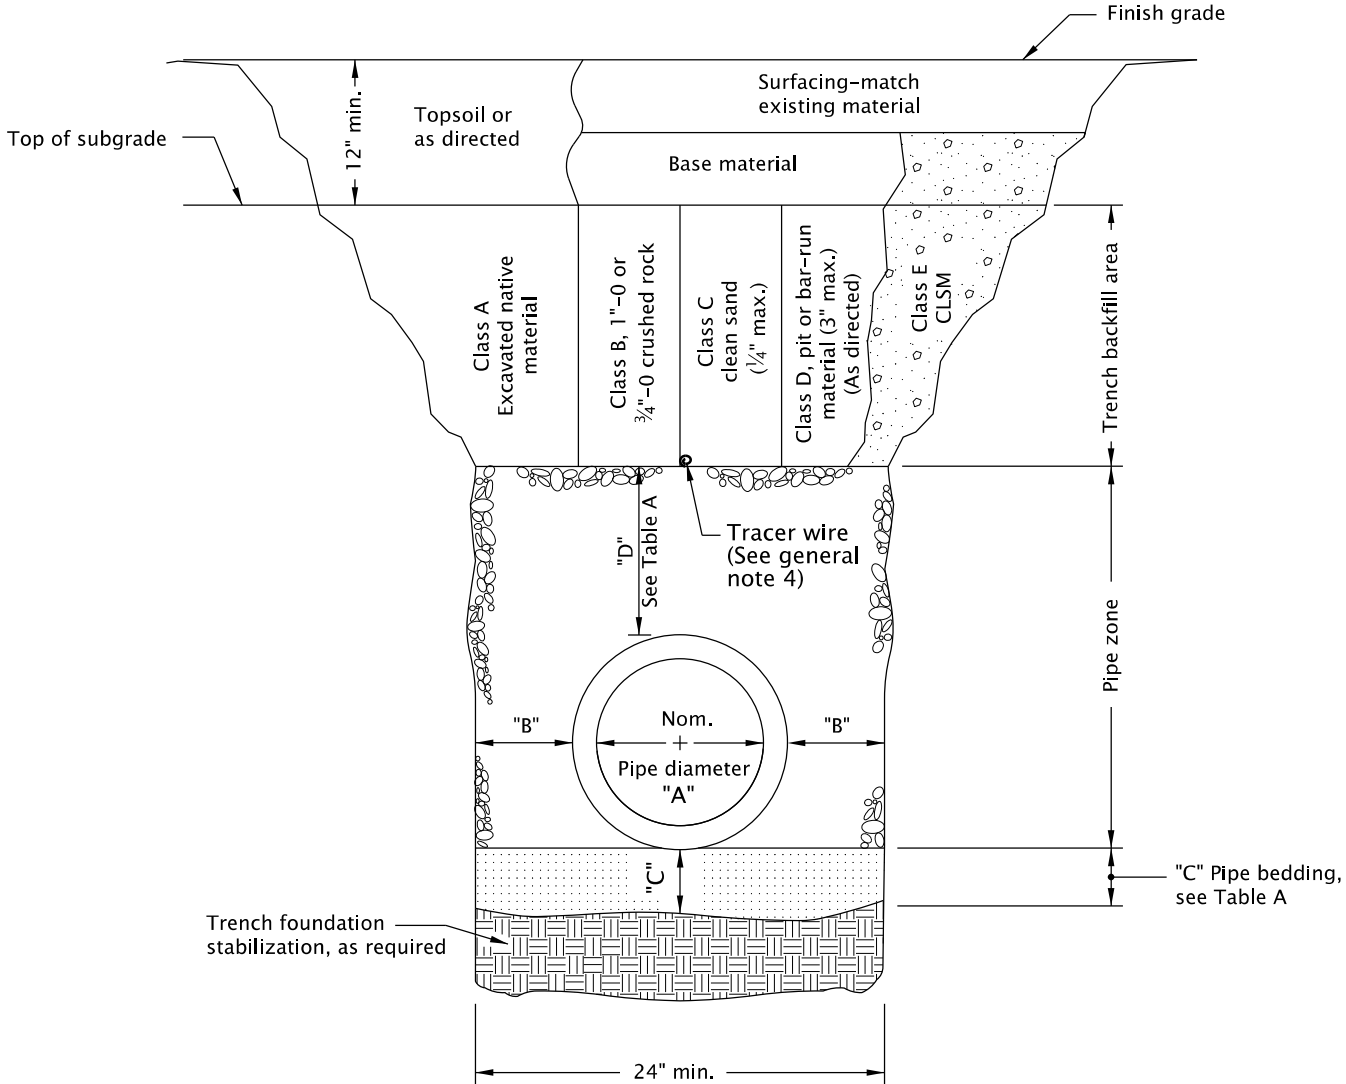 Finish grade
Surfacing-match
existing material
12" min.
Topsoil or
as directed
Top of subgrade
Base material
Class A
Excavated native
material
Class B, 1"-0 or
¾"-0 crushed rock
Class C
clean sand
(¼" max.)
Class D, pit or bar-run
material (3" max.)
(As directed)
Class E
CLSM
Trench backfill area
"D"
See Table A
Tracer wire
(See general
note 4)
Pipe zone
"B"
Nom.
"B"
Pipe diameter
"A"
"C"
"C" Pipe bedding,
see Table A
Trench foundation
stabilization, as required
24" min.